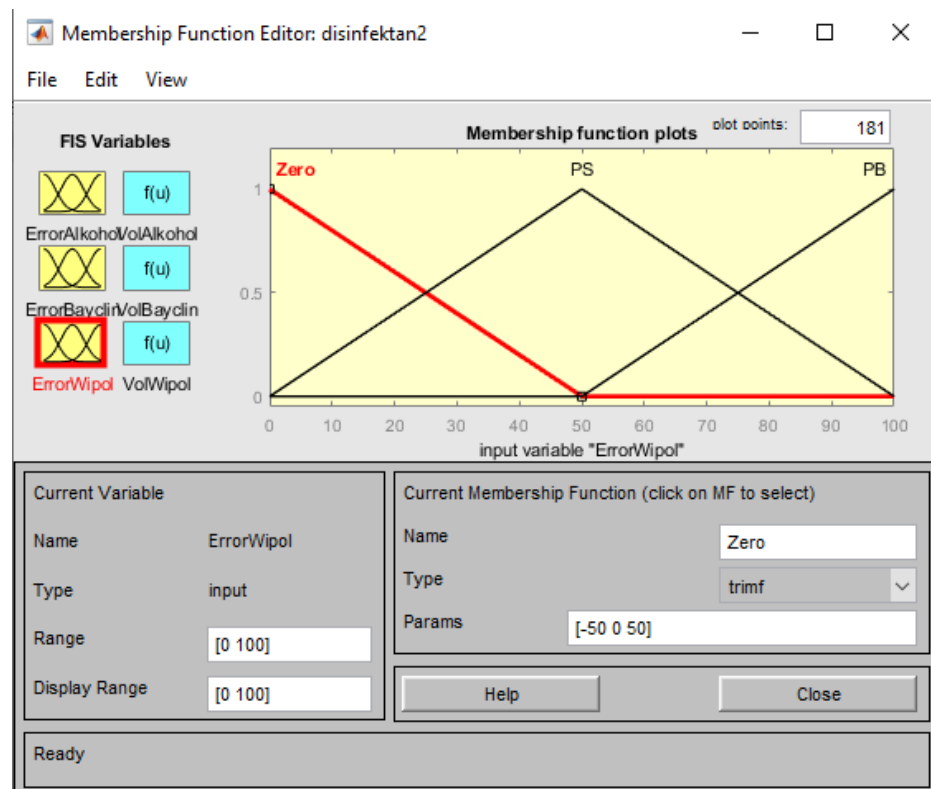 Membership Function Editor: disinfektan2
File Edit View
FIS Variables
Membership function plots
plot points:
181
f(u)
ErrorAlkohol
VolAlkohol
f(u)
ErrorBayclin
VolBayclin
f(u)
ErrorWipol
VolWipol
Zero
PS
PB
1
0.5
0
0 10 20 30 40 50 60 70 80 90 100
input variable "ErrorWipol"
Current Variable
Name ErrorWipol
Type input
Range [0 100]
Display Range [0 100]
Current Membership Function (click on MF to select)
Name Zero
Type trimf
Params [-50 0 50]
Help
Close
Ready